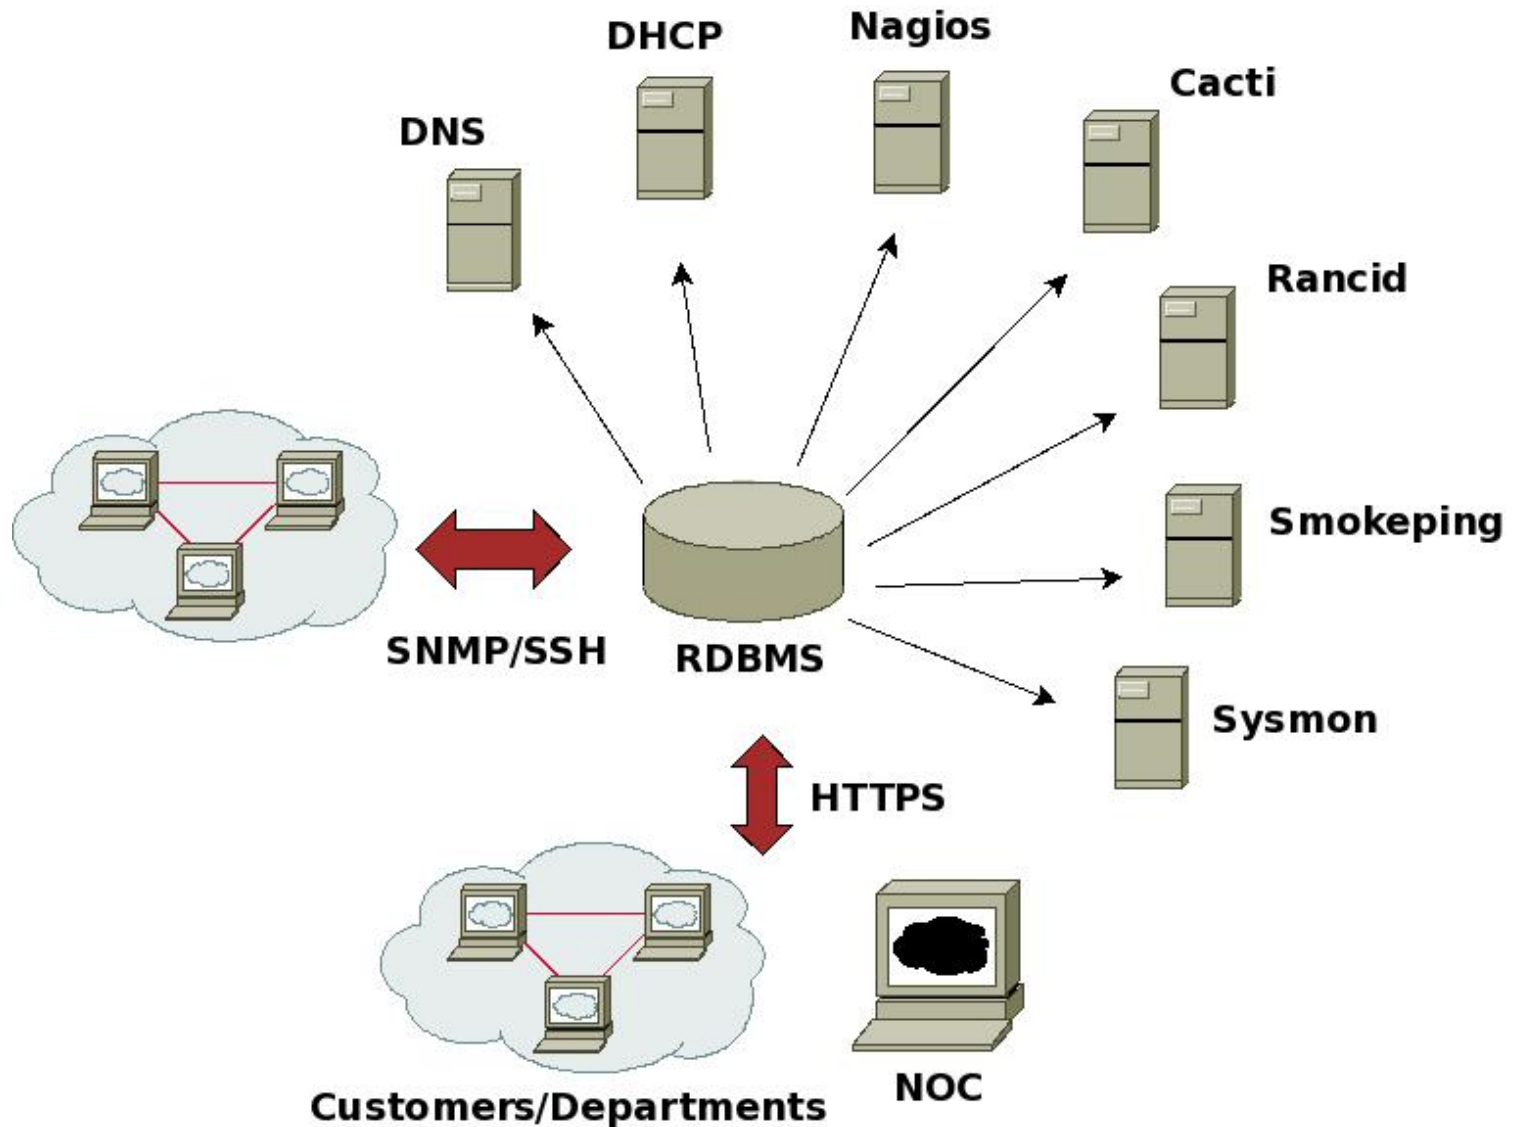 Nagios
DHCP
Cacti
DNS
Rancid
Smokeping
SNMP/SSH
RDBMS
Sysmon
HTTPS
NOC
Customers/Departments